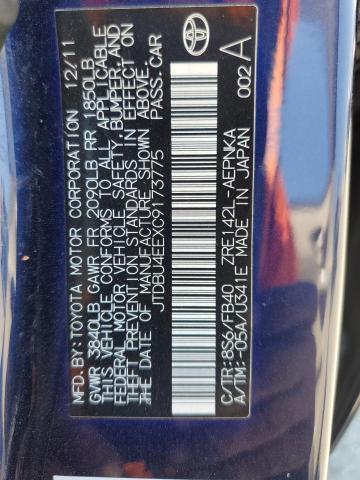 MFD.BY:TOYOTA MOTOR CORPORATION 12/11
GVWR 3840LB GAWR FR 2090LB RR 1850LB
THIS VEHICLE CONFORMS TO ALL APPLICABLE
FEDERAL MOTOR VEHICLE SAFETY, BUMPER, AND
THEFT PREVENTION STANDARDS IN EFFECT ON
THE DATE OF MANUFACTURE SHOWN ABOVE.
JTDBU4EEXC9173775 PASS.CAR
C/TR:8S6/FB40 ZRE142L-AEPNKA
A/TM:-05A/U341E MADE IN JAPAN
002 A